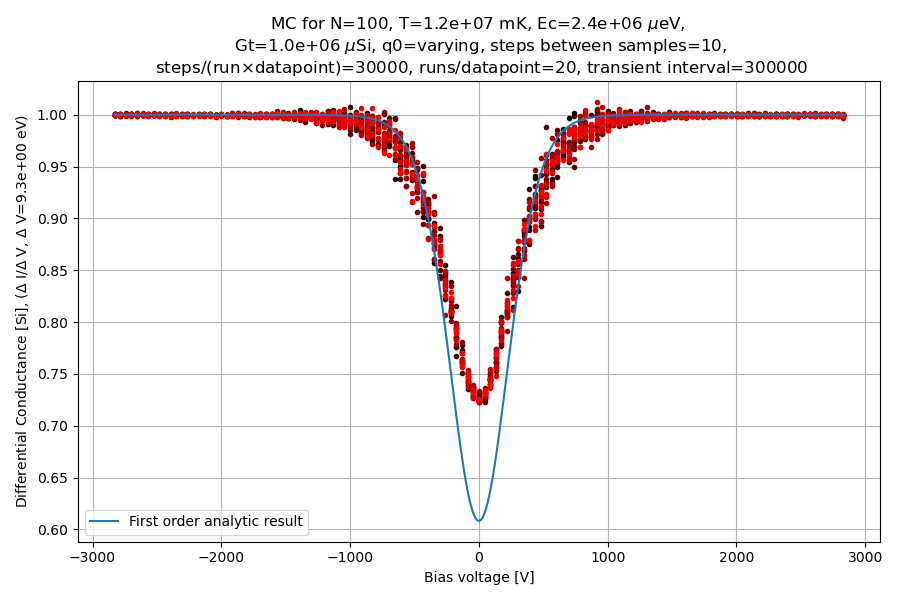 MC for N=100, T=1.2e+07 mK, Ec=2.4e+06 μeV,
Gt=1.0e+06 μSi, q0=varying, steps between samples=10,
steps/(run×datapoint)=30000, runs/datapoint=20, transient interval=300000
Differential Conductance [Si], (Δ I/Δ V, Δ V=9.3e+00 eV)
1.00
0.95
0.90
0.85
0.80
0.75
0.70
0.65
0.60
First order analytic result
−3000 −2000 −1000 0 1000 2000 3000
Bias voltage [V]